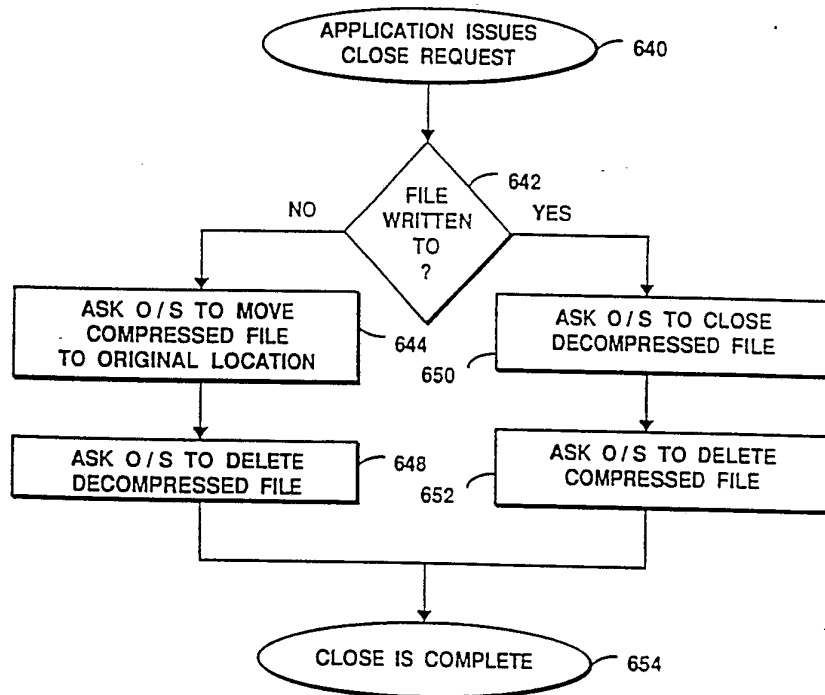 APPLICATION ISSUES
CLOSE REQUEST
640
642
FILE
WRITTEN
TO
?
NO
YES
ASK O/S TO MOVE
COMPRESSED FILE
TO ORIGINAL LOCATION
644
ASK O/S TO CLOSE
DECOMPRESSED FILE
650
ASK O/S TO DELETE
DECOMPRESSED FILE
648
ASK O/S TO DELETE
COMPRESSED FILE
652
CLOSE IS COMPLETE
654